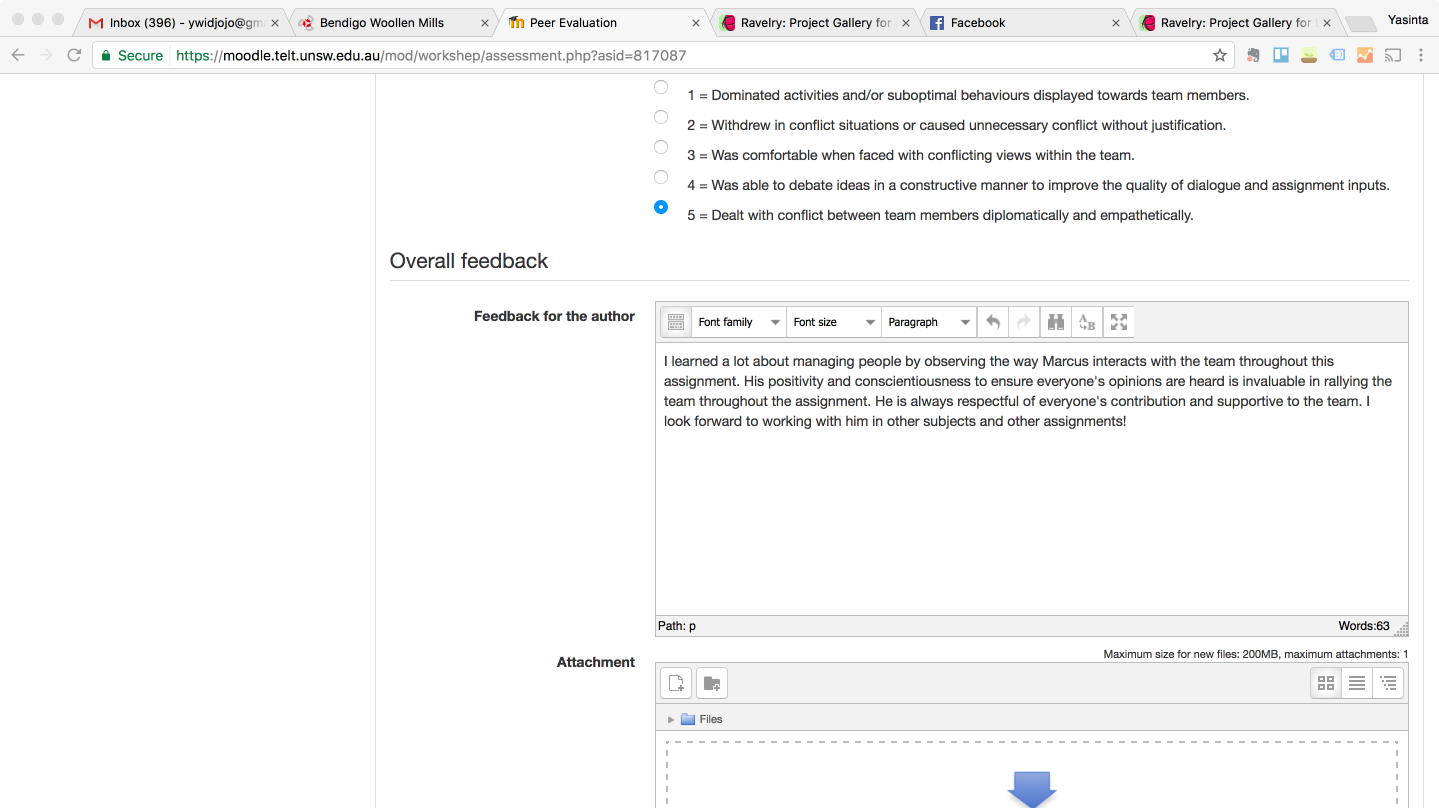 Inbox (396) - ywidjojo@gm
Bendigo Woollen Mills
Peer Evaluation
Ravelry: Project Gallery for
Facebook
Ravelry: Project Gallery for
Yasinta
Secure
https://moodle.telt.unsw.edu.au/mod/workshep/assessment.php?asid=817087
1 = Dominated activities and/or suboptimal behaviours displayed towards team members.
2 = Withdrew in conflict situations or caused unnecessary conflict without justification.
3 = Was comfortable when faced with conflicting views within the team.
4 = Was able to debate ideas in a constructive manner to improve the quality of dialogue and assignment inputs.
5 = Dealt with conflict between team members diplomatically and empathetically.
Overall feedback
Feedback for the author
Font family
Font size
Paragraph
I learned a lot about managing people by observing the way Marcus interacts with the team throughout this
assignment. His positivity and conscientiousness to ensure everyone's opinions are heard is invaluable in rallying the
team throughout the assignment. He is always respectful of everyone's contribution and supportive to the team. I
look forward to working with him in other subjects and other assignments!
Path: p
Words:63
Attachment
Maximum size for new files: 200MB, maximum attachments: 1
Files